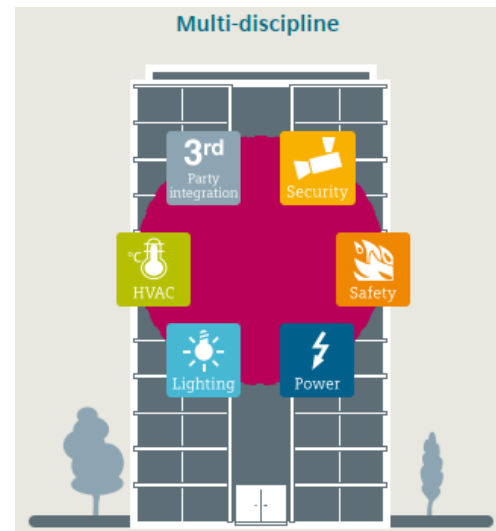 Multi-discipline
3rd
Party
integration
Security
°C
HVAC
Safety
Lighting
Power